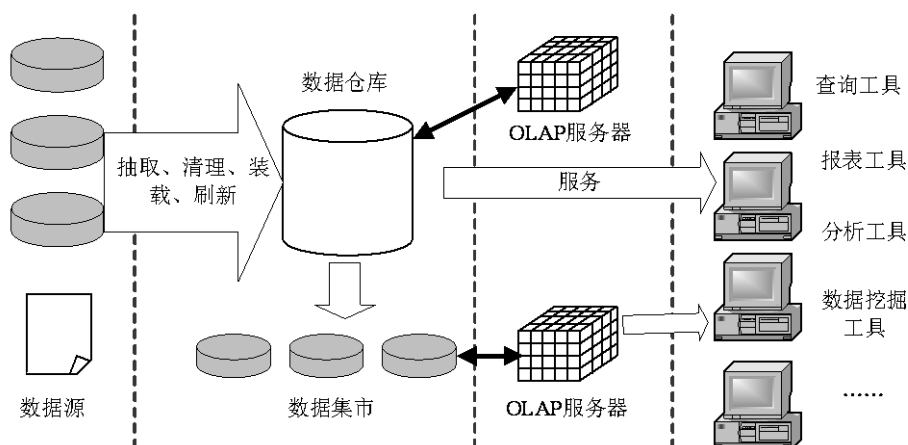 数据仓库
OLAP服务器
查询工具
抽取、清理、装
载、刷新
服务
报表工具
分析工具
数据挖掘
工具
数据源
数据集市
OLAP服务器
……